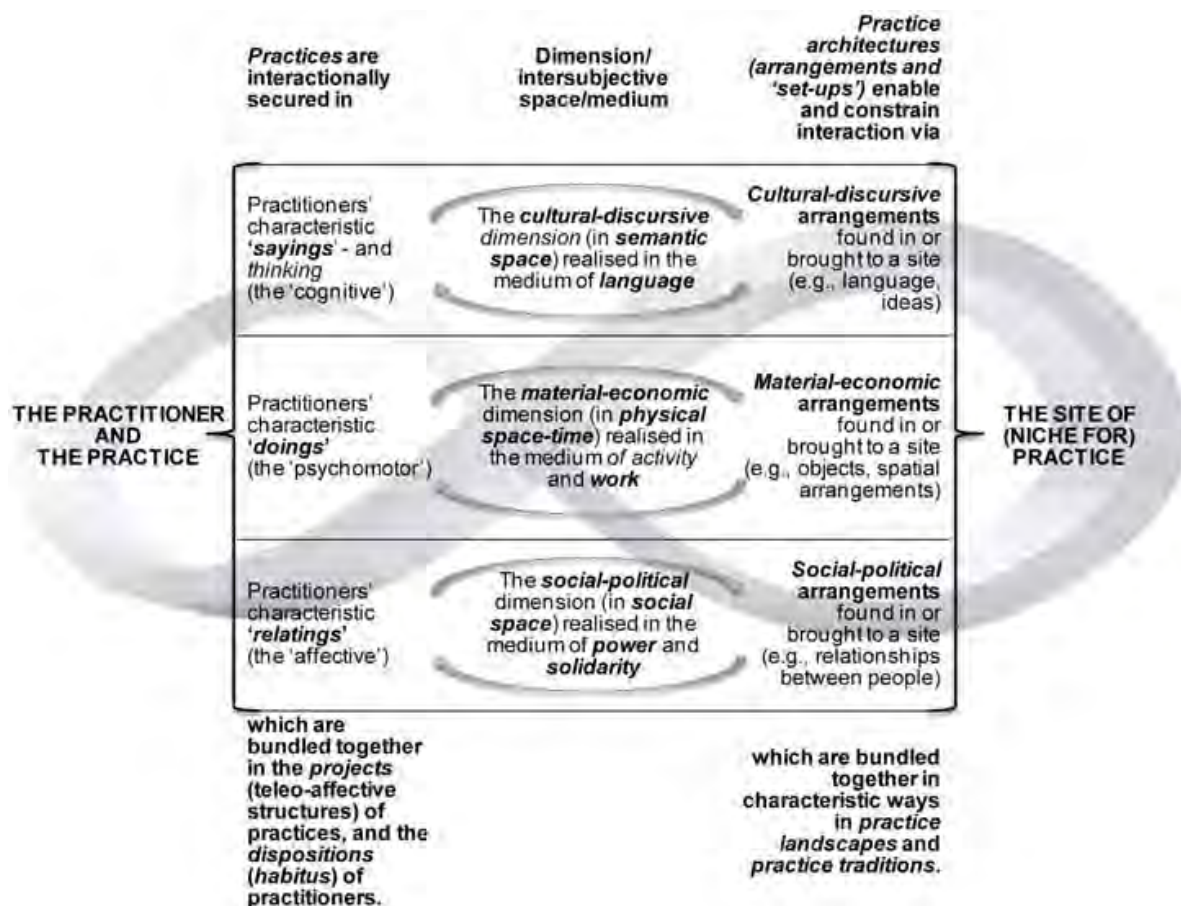 Practices are
interactionally
secured in
Dimension/
intersubjective
space/medium
Practice
architectures
(arrangements and
‘set-ups’) enable
and constrain
interaction via
THE PRACTITIONER
AND
THE PRACTICE
Practitioners’
characteristic
‘sayings’ - and
thinking
(the ‘cognitive’)
The cultural-discursive
dimension (in semantic
space) realised in the
medium of language
Cultural-discursive
arrangements
found in or
brought to a site
(e.g., language,
ideas)
Practitioners’
characteristic
‘doings’
(the ‘psychomotor’)
The material-economic
dimension (in physical
space-time) realised in
the medium of activity
and work
Material-economic
arrangements
found in or
brought to a site
(e.g., objects, spatial
arrangements)
Practitioners’
characteristic
‘relatings’
(the ‘affective’)
The social-political
dimension (in social
space) realised in the
medium of power and
solidarity
Social-political
arrangements
found in or
brought to a site
(e.g., relationships
between people)
THE SITE OF
(NICHE FOR)
PRACTICE
which are
bundled together
in the projects
(teleo-affective
structures) of
practices, and the
dispositions
(habitus) of
practitioners.
which are bundled
together in
characteristic ways
in practice
landscapes and
practice traditions.